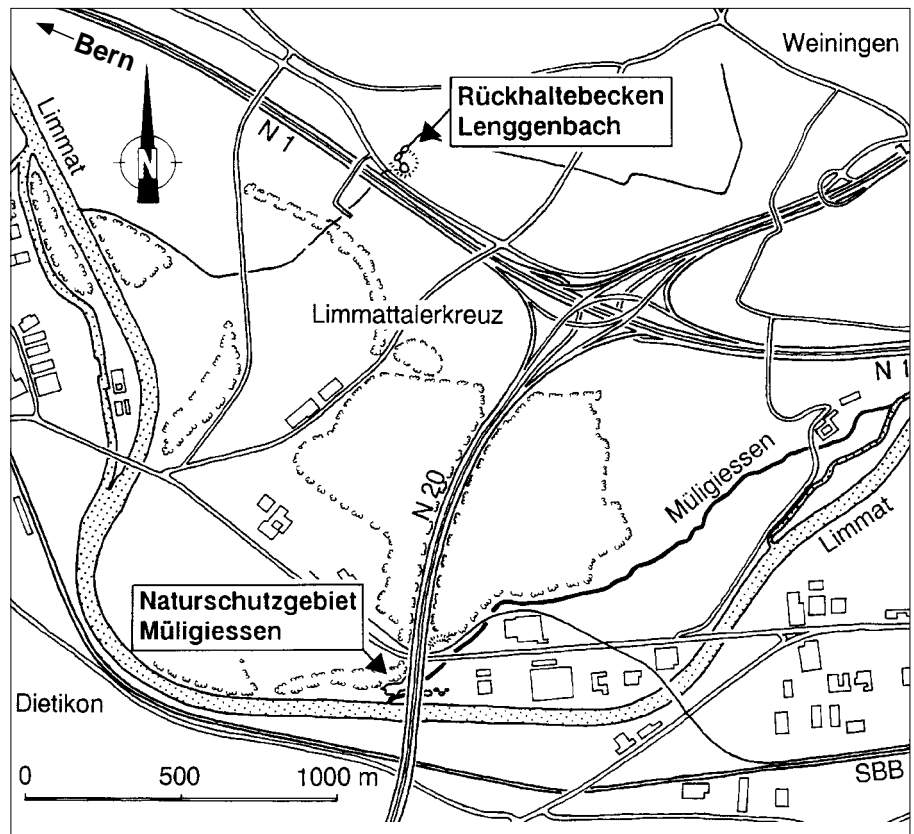 Bern
Weiningen
Limmat
Rückhaltebecken
Lenggenbach
N 1
N
Limmattalerkreuz
N 1
N 20
Müligiessen
Limmat
Naturschutzgebiet
Müligiessen
Dietikon
0 500 1000 m
SBB